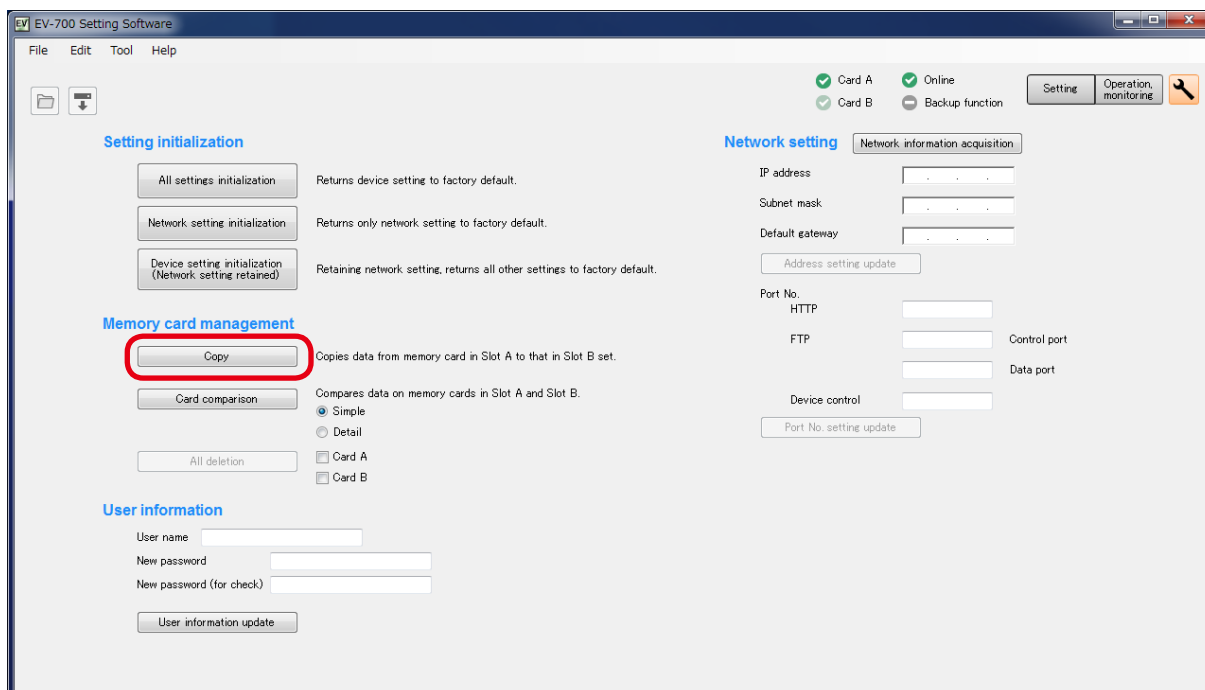 EV EV-700 Setting Software
File Edit Tool Help
Card A Online
Card B Backup function
Setting
Operation,
monitoring
Setting initialization
All settings initialization Returns device setting to factory default.
Network setting initialization Returns only network setting to factory default.
Device setting initialization
(Network setting retained)
Retaining network setting, returns all other settings to factory default.
Memory card management
Copy Copies data from memory card in Slot A to that in Slot B set.
Card comparison Compares data on memory cards in Slot A and Slot B.
Simple
Detail
All deletion Card A
Card B
User information
User name
New password
New password (for check)
User information update
Network setting Network information acquisition
IP address . . .
Subnet mask . . .
Default gateway . . .
Address setting update
Port No.
HTTP
FTP Control port
Data port
Device control
Port No. setting update